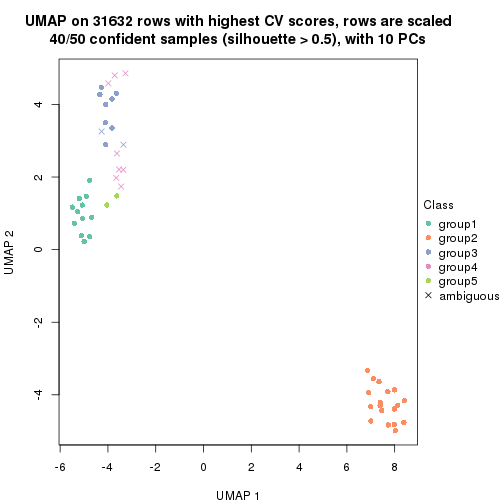 UMAP on 31632 rows with highest CV scores, rows are scaled
40/50 confident samples (silhouette > 0.5), with 10 PCs
4
2
0
-2
-4
UMAP 2
-6
-4
-2
0
2
4
6
8
UMAP 1
Class
group1
group2
group3
group4
group5
ambiguous